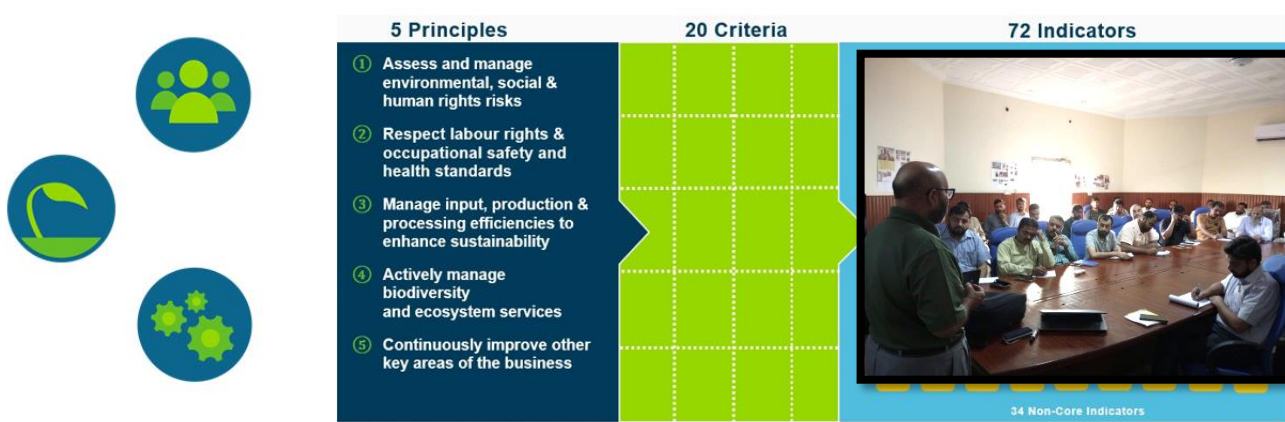 5 Principles
20 Criteria
72 Indicators
① Assess and manage
environmental, social &
human rights risks
② Respect labour rights &
occupational safety and
health standards
③ Manage input, production &
processing efficiencies to
enhance sustainability
④ Actively manage
biodiversity
and ecosystem services
⑤ Continuously improve other
key areas of the business
34 Non-Core Indicators